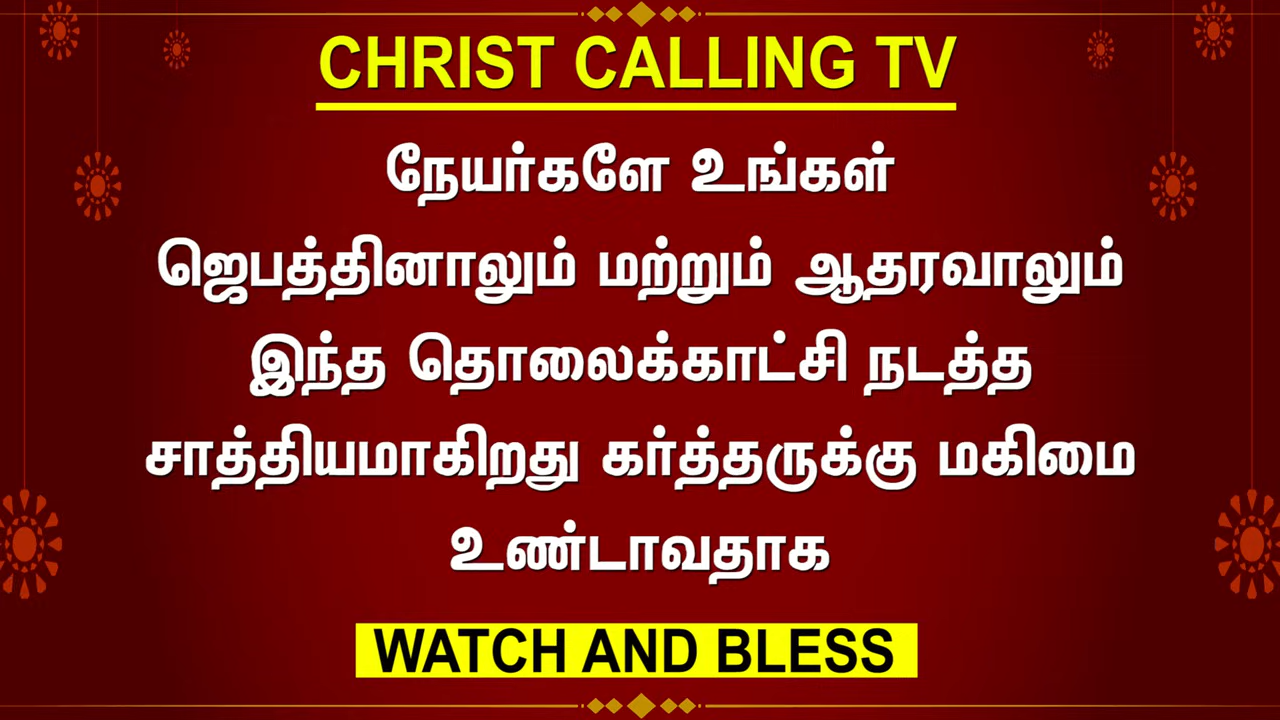 CHRIST CALLING TV
நேயர்களே உங்கள்
ஜெபத்தினாலும் மற்றும் ஆதரவாலும்
இந்த தொலைக்காட்சி நடத்த
சாத்தியமாகிறது கர்த்தருக்கு மகிமை
உண்டாவதாக
WATCH AND BLESS